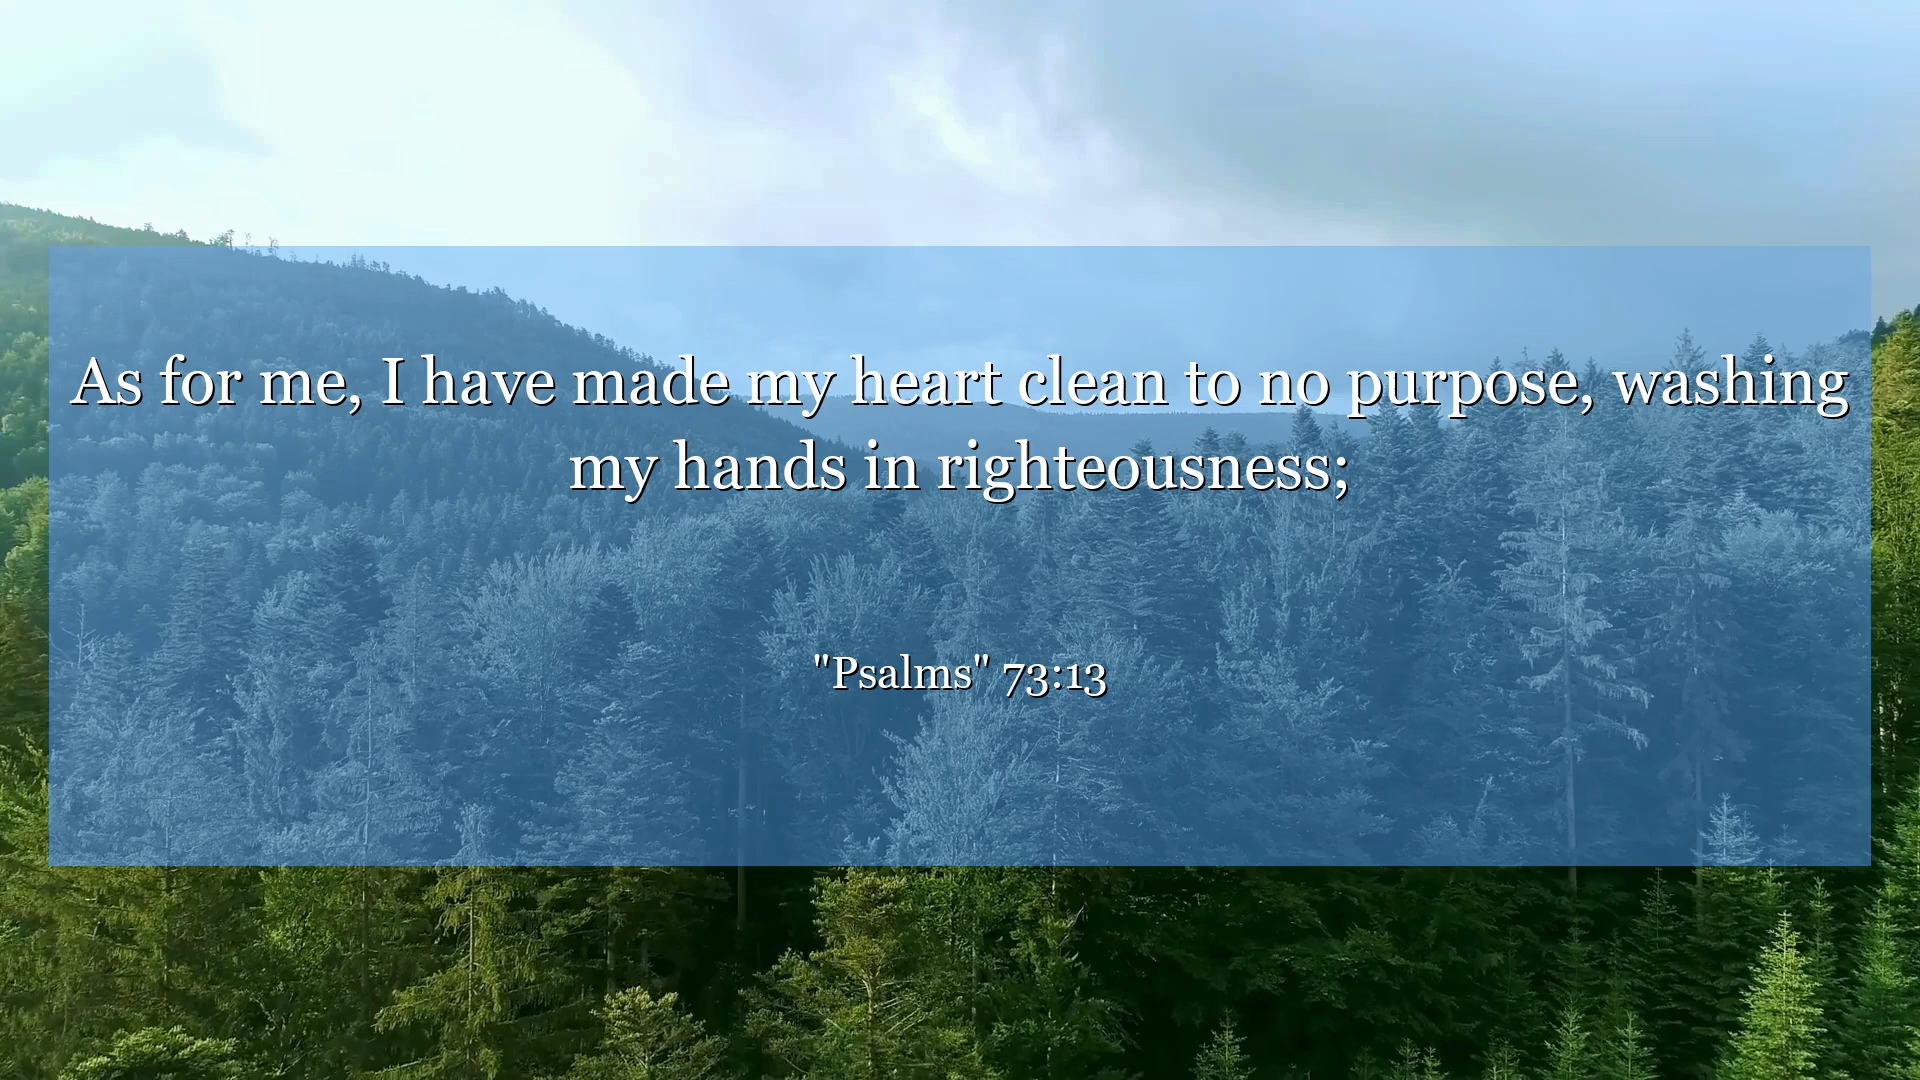 As for me, I have made my heart clean to no purpose, washing
my hands in righteousness;
"Psalms" 73:13